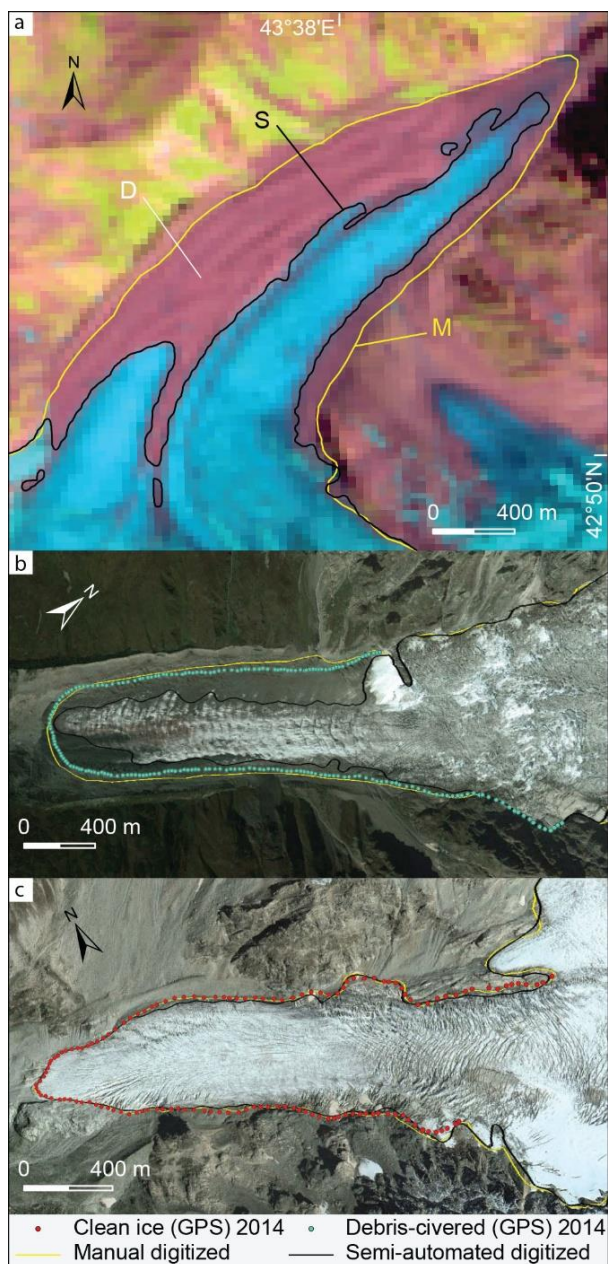 a
43°38'E
N
S
D
M
42°50'N
0 400 m
b
N
0 400 m
c
N
0 400 m
Clean ice (GPS) 2014 Debris-civered (GPS) 2014
Manual digitized Semi-automated digitized